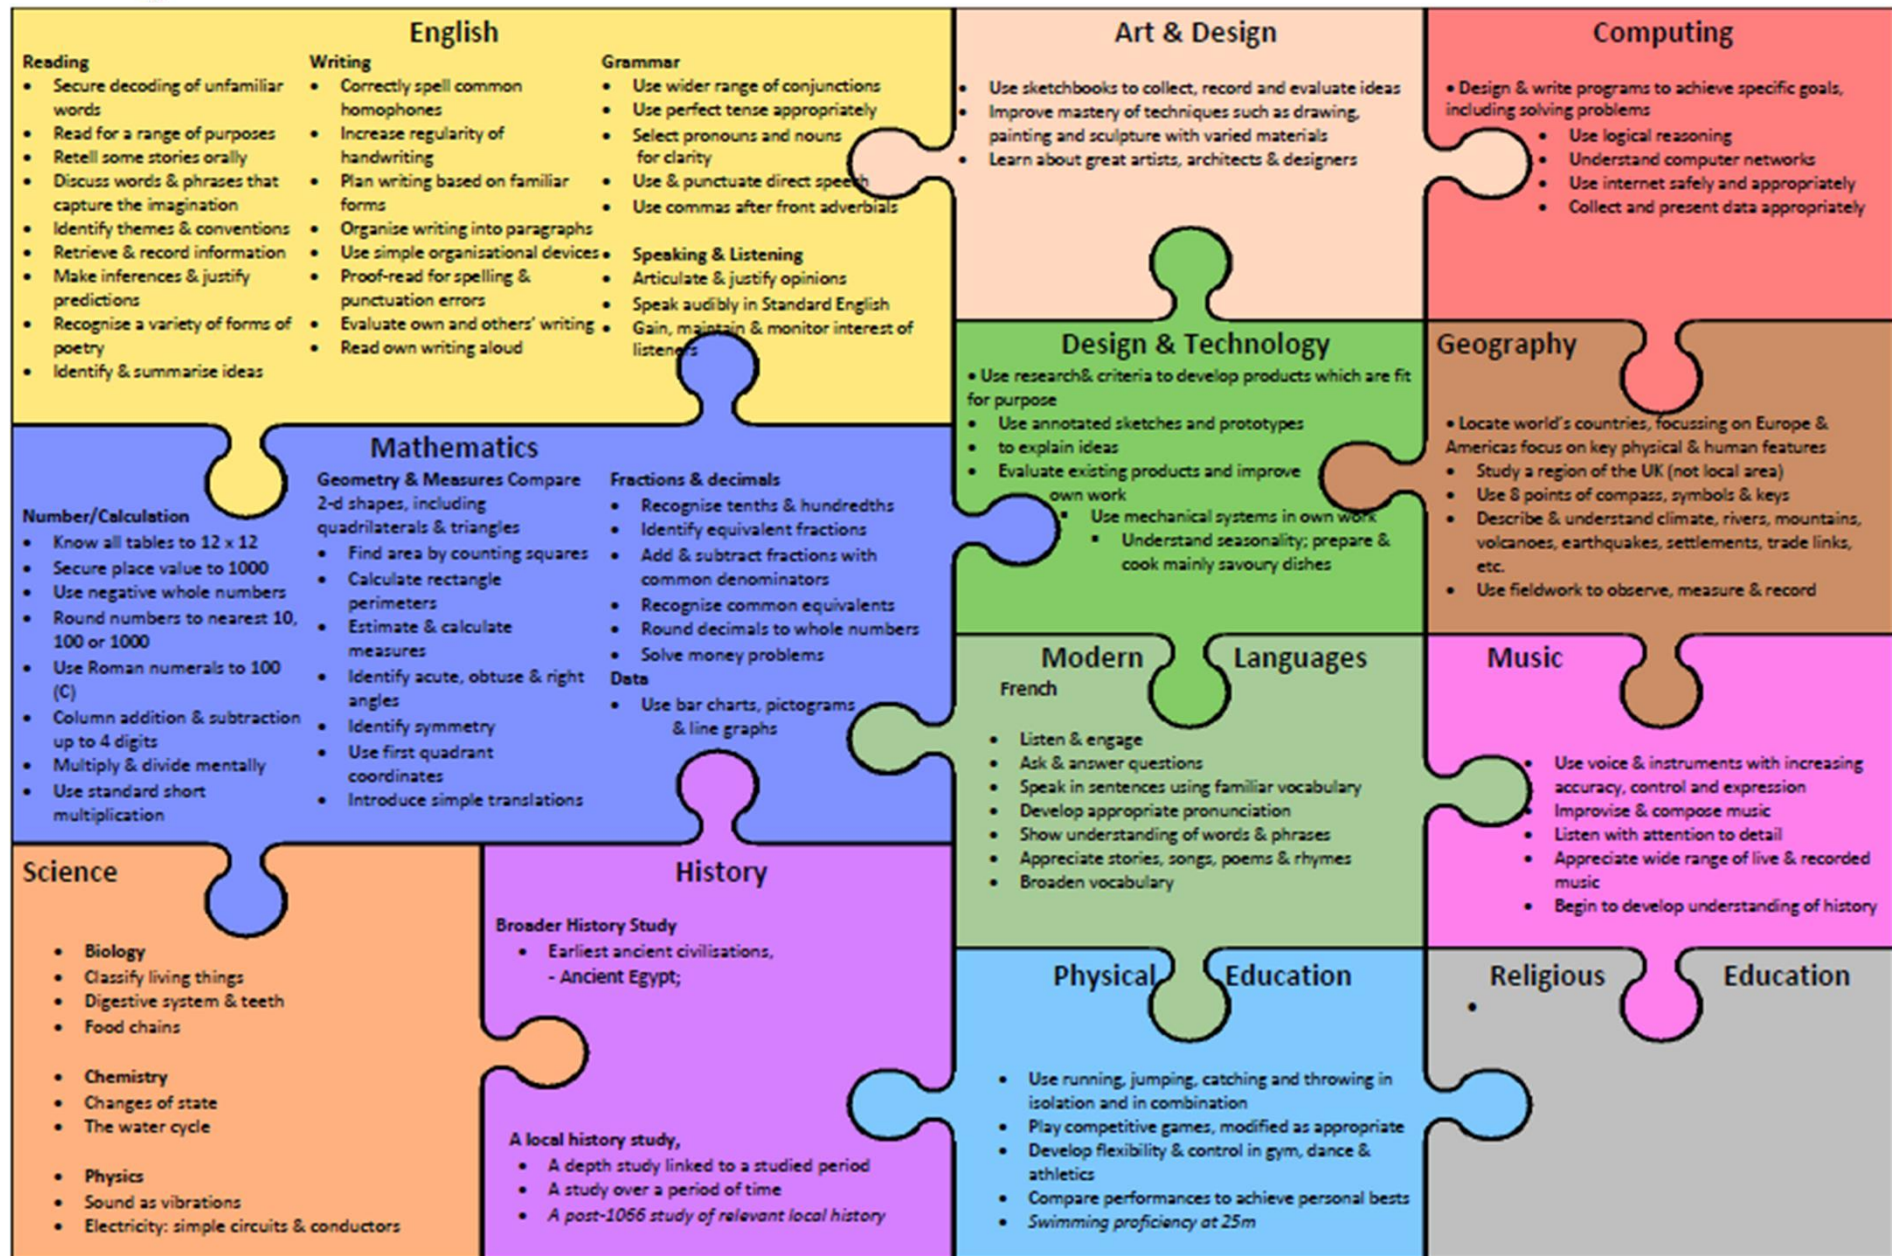 English
Reading
• Secure decoding of unfamiliar
words
• Read for a range of purposes
• Retell some stories orally
• Discuss words & phrases that
capture the imagination
• Identify themes & conventions
• Retrieve & record information
• Make inferences & justify
predictions
• Recognise a variety of forms of
poetry
• Identify & summarise ideas
Writing
• Correctly spell common
homophones
• Increase regularity of
handwriting
• Plan writing based on familiar
forms
• Organise writing into paragraphs
• Use simple organisational devices
• Proof-read for spelling &
punctuation errors
• Evaluate own and others' writing
• Read own writing aloud
Grammar
• Use wider range of conjunctions
• Use perfect tense appropriately
• Select pronouns and nouns
for clarity
• Use & punctuate direct speech
• Use commas after front adverbials
• Speaking & Listening
• Articulate & justify opinions
• Speak audibly in Standard English
• Gain, maintain & monitor interest of
listeners
Art & Design
• Use sketchbooks to collect, record and evaluate ideas
• Improve mastery of techniques such as drawing,
painting and sculpture with varied materials
• Learn about great artists, architects & designers
Computing
• Design & write programs to achieve specific goals,
including solving problems
• Use logical reasoning
• Understand computer networks
• Use internet safely and appropriately
• Collect and present data appropriately
Mathematics
Number/Calculation
• Know all tables to 12 x 12
• Secure place value to 1000
• Use negative whole numbers
• Round numbers to nearest 10,
100 or 1000
• Use Roman numerals to 100
(C)
• Column addition & subtraction
up to 4 digits
• Multiply & divide mentally
• Use standard short
multiplication
Geometry & Measures Compare
2-d shapes, including
quadrilaterals & triangles
• Find area by counting squares
• Calculate rectangle
perimeters
• Estimate & calculate
measures
• Identify acute, obtuse & right
angles
• Identify symmetry
• Use first quadrant
coordinates
• Introduce simple translations
Fractions & decimals
• Recognise tenths & hundredths
• Identify equivalent fractions
• Add & subtract fractions with
common denominators
• Recognise common equivalents
• Round decimals to whole numbers
• Solve money problems
Data
• Use bar charts, pictograms
& line graphs
Design & Technology
• Use research& criteria to develop products which are fit
for purpose
• Use annotated sketches and prototypes
• to explain ideas
• Evaluate existing products and improve
own work
▪ Use mechanical systems in own work
▪ Understand seasonality; prepare &
cook mainly savoury dishes
Geography
• Locate world's countries, focussing on Europe &
Americas focus on key physical & human features
• Study a region of the UK (not local area)
• Use 8 points of compass, symbols & keys
• Describe & understand climate, rivers, mountains,
volcanoes, earthquakes, settlements, trade links,
etc.
• Use fieldwork to observe, measure & record
Modern Languages
French
• Listen & engage
• Ask & answer questions
• Speak in sentences using familiar vocabulary
• Develop appropriate pronunciation
• Show understanding of words & phrases
• Appreciate stories, songs, poems & rhymes
• Broaden vocabulary
Music
• Use voice & instruments with increasing
accuracy, control and expression
• Improvise & compose music
• Listen with attention to detail
• Appreciate wide range of live & recorded
music
• Begin to develop understanding of history
Science
• Biology
• Classify living things
• Digestive system & teeth
• Food chains
• Chemistry
• Changes of state
• The water cycle
• Physics
• Sound as vibrations
• Electricity: simple circuits & conductors
History
Broader History Study
• Earliest ancient civilisations,
- Ancient Egypt;
A local history study,
• A depth study linked to a studied period
• A study over a period of time
• A post-1066 study of relevant local history
Physical Education
• Use running, jumping, catching and throwing in
isolation and in combination
• Play competitive games, modified as appropriate
• Develop flexibility & control in gym, dance &
athletics
• Compare performances to achieve personal bests
• Swimming proficiency at 25m
Religious Education
•